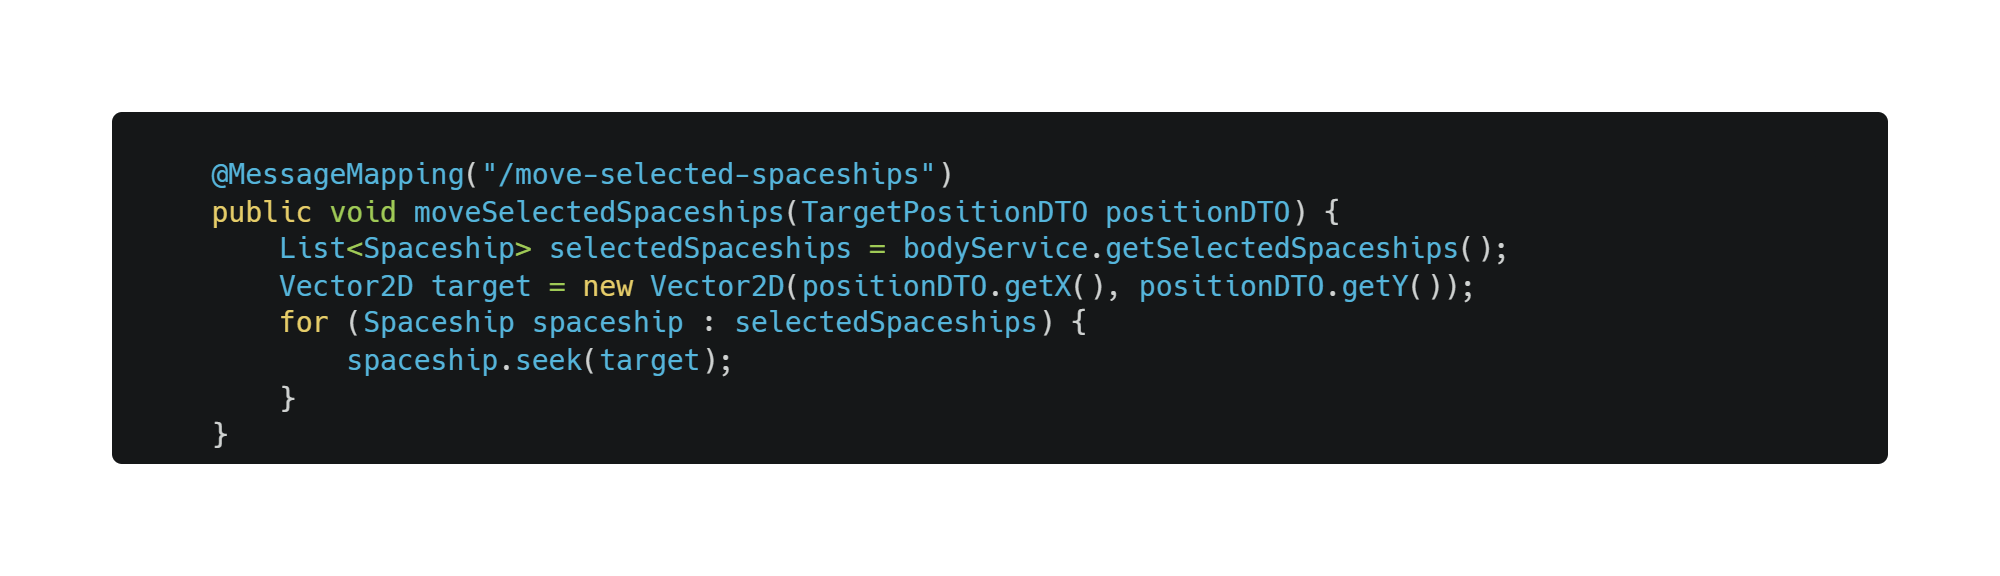 @MessageMapping("/move-selected-spaceships")
public void moveSelectedSpaceships(TargetPositionDTO positionDTO) {
    List<Spaceship> selectedSpaceships = bodyService.getSelectedSpaceships();
    Vector2D target = new Vector2D(positionDTO.getX(), positionDTO.getY());
    for (Spaceship spaceship : selectedSpaceships) {
        spaceship.seek(target);
    }
}